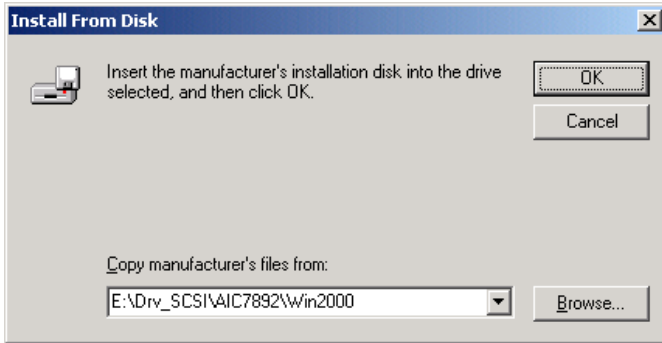 Install From Disk
Insert the manufacturer's installation disk into the drive
selected, and then click OK.
OK
Cancel
Copy manufacturer's files from:
E:\Drv_SCSI\AIC7892\Win2000
Browse...